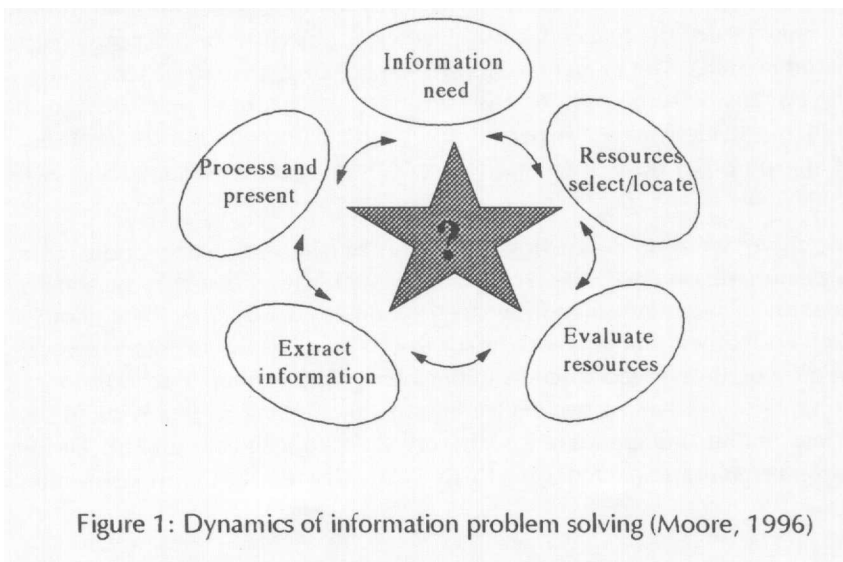 Information
need
Resources
select/locate
Evaluate
resources
Extract
information
Process and
present
?
Figure 1: Dynamics of information problem solving (Moore, 1996)